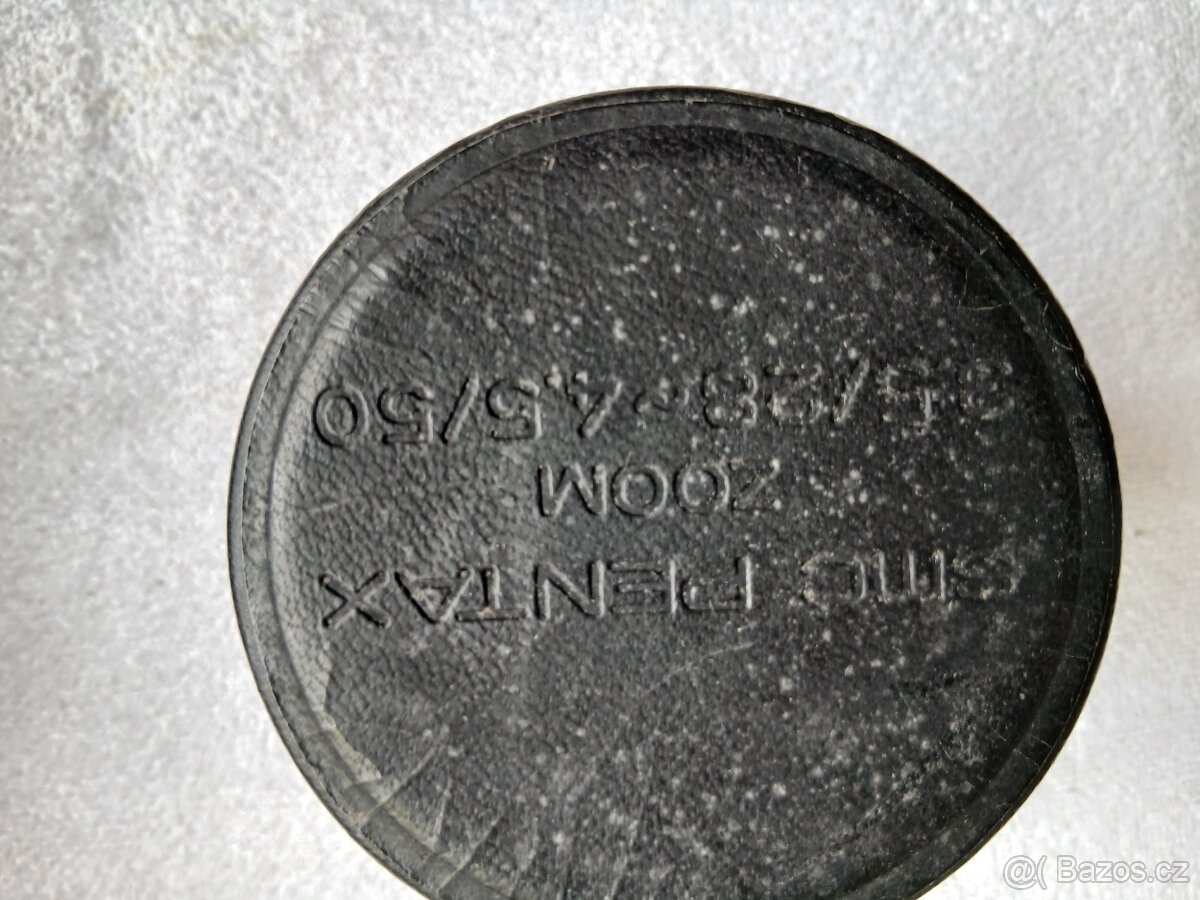 smc PENTAX
ZOOM
3.5/28~4.5/50
@( Bazos.cz